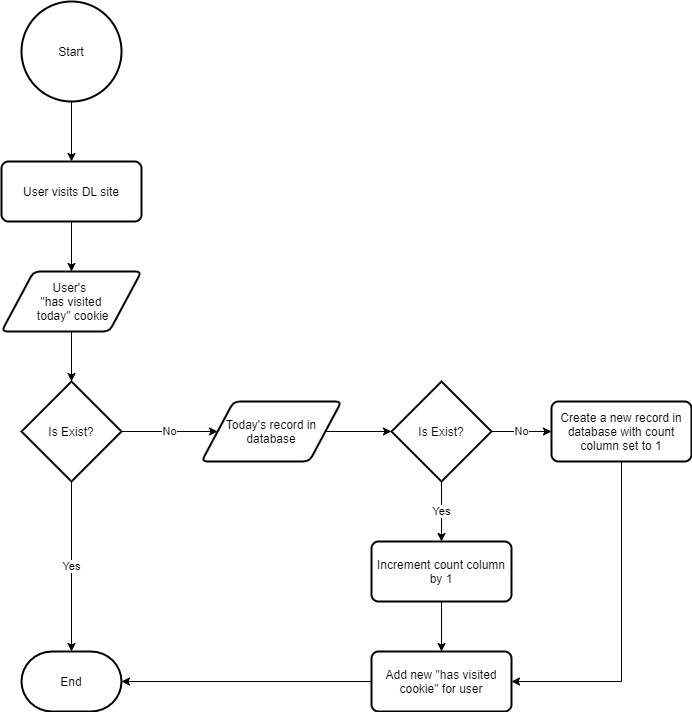 Start
User visits DL site
User's
"has visited
today" cookie
Is Exist?
No
Today's record in
database
Is Exist?
No
Create a new record in
database with count
column set to 1
Yes
Increment count column
by 1
Yes
End
Add new "has visited
cookie" for user